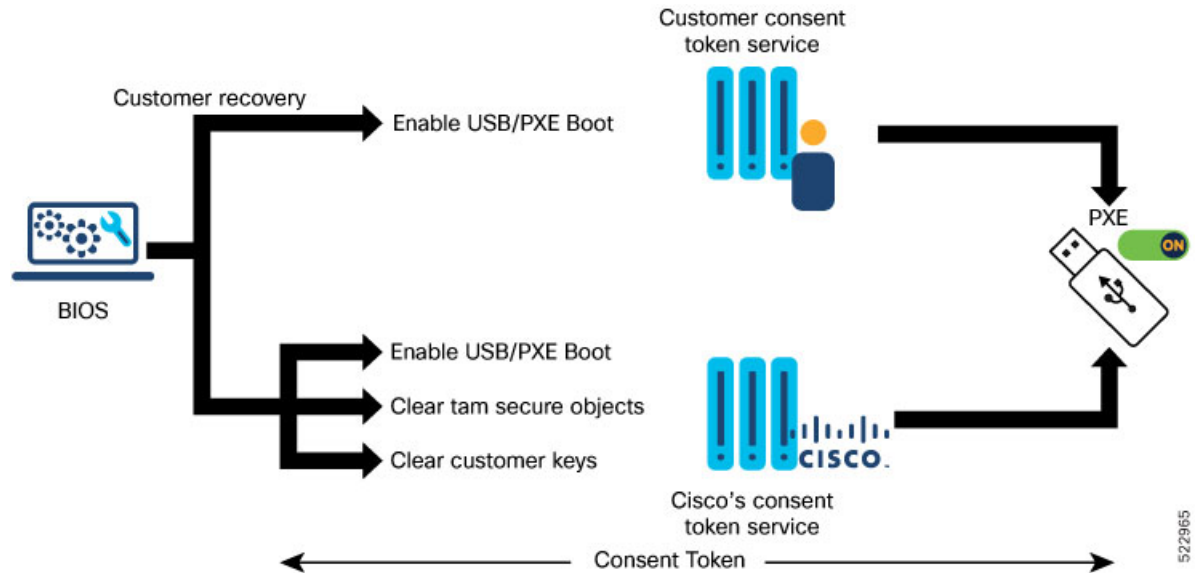 Customer consent
token service
Customer recovery
Enable USB/PXE Boot
PXE
ON
BIOS
Enable USB/PXE Boot
Clear tam secure objects
Clear customer keys
CISCO.
Cisco's consent
token service
Consent Token
522965